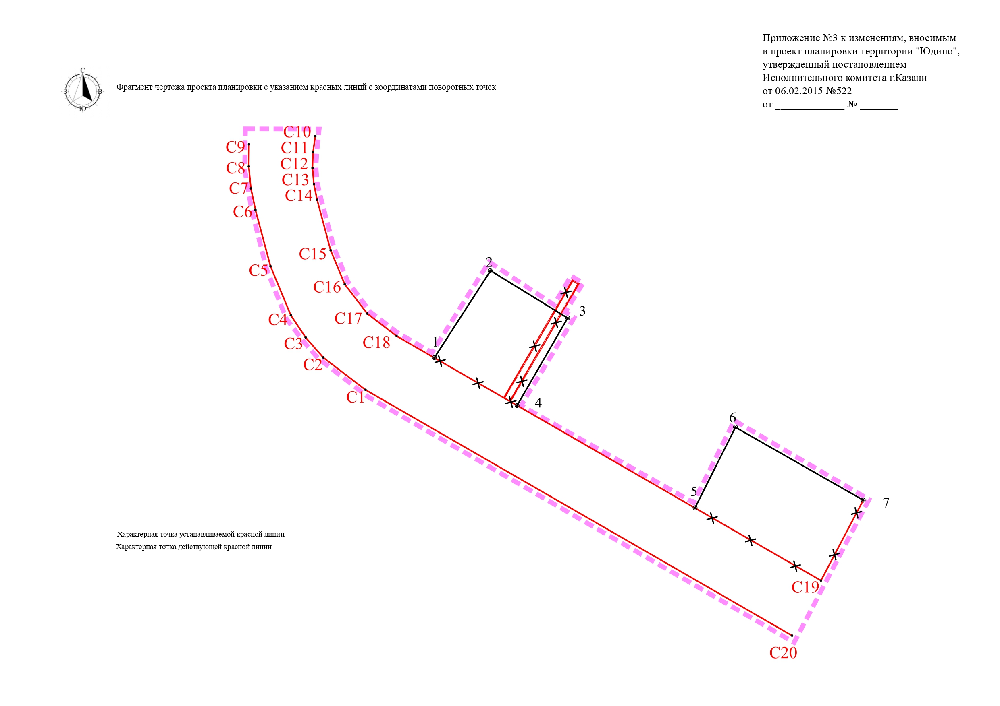 Приложение №3 к изменениям, вносимым
в проект планировки территории "Юдино",
утвержденный постановлением
Исполнительного комитета г.Казани
от 06.02.2015 №522
от _____________ № _______
С
З
В
Ю
Фрагмент чертежа проекта планировки с указанием красных линий с координатами поворотных точек
С10
С9
С11
С12
С8
С13
С7
С14
С6
С15
2
С5
С16
3
С17
С4
1
С18
С3
С2
С1
4
6
5
7
Характерная точка устанавливаемой красной линии
Характерная точка действующей красной линии
С19
С20